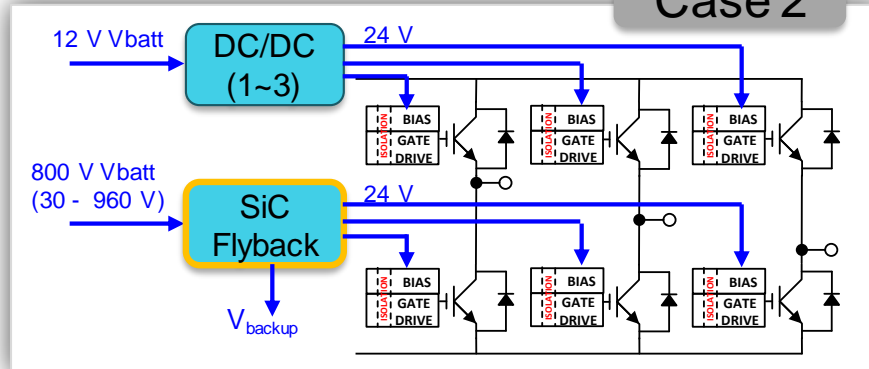 Case 2
12 V Vbatt
DC/DC
(1~3)
24 V
ISOLATION
BIAS
GATE
DRIVE
ISOLATION
BIAS
GATE
DRIVE
ISOLATION
BIAS
GATE
DRIVE
800 V Vbatt
(30 - 960 V)
SiC
Flyback
24 V
Vbackup
ISOLATION
BIAS
GATE
DRIVE
ISOLATION
BIAS
GATE
DRIVE
ISOLATION
BIAS
GATE
DRIVE